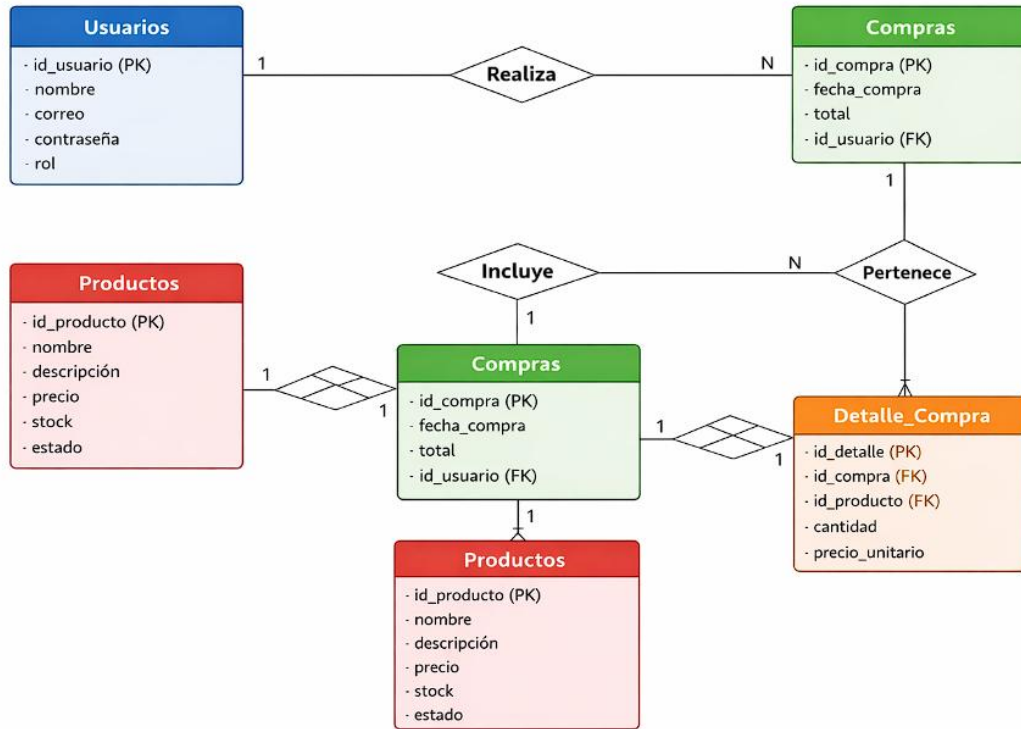 Usuarios
- id_usuario (PK)
- nombre
- correo
- contraseña
- rol
1
Realiza
N
Compras
- id_compra (PK)
- fecha_compra
- total
- id_usuario (FK)
1
Incluye
N
Pertenece
1
Productos
- id_producto (PK)
- nombre
- descripción
- precio
- stock
- estado
1
1
Compras
- id_compra (PK)
- fecha_compra
- total
- id_usuario (FK)
1
1
Detalle_Compra
- id_detalle (PK)
- id_compra (FK)
- id_producto (FK)
- cantidad
- precio_unitario
1
Productos
- id_producto (PK)
- nombre
- descripción
- precio
- stock
- estado